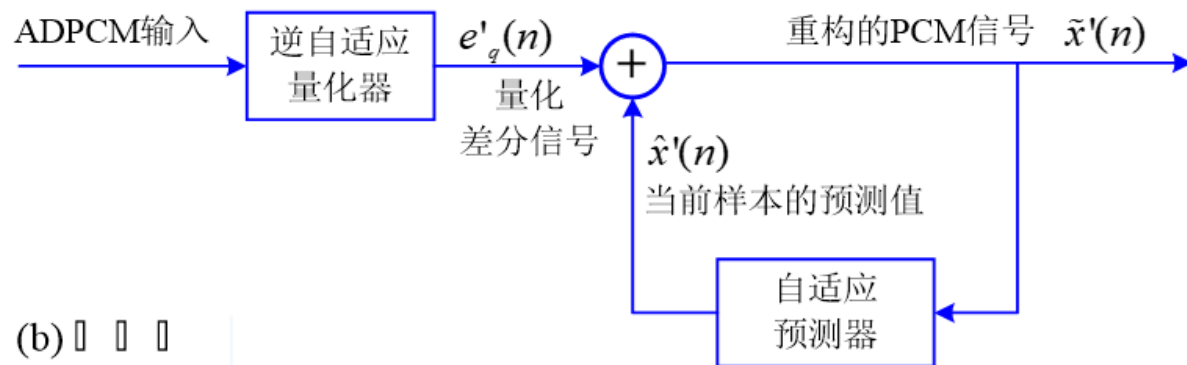 ADPCM输入
逆自适应
量化器
e'q(n)
量化
差分信号
+
重构的PCM信号 x̃'(n)
x̂'(n)
当前样本的预测值
自适应
预测器
(b)